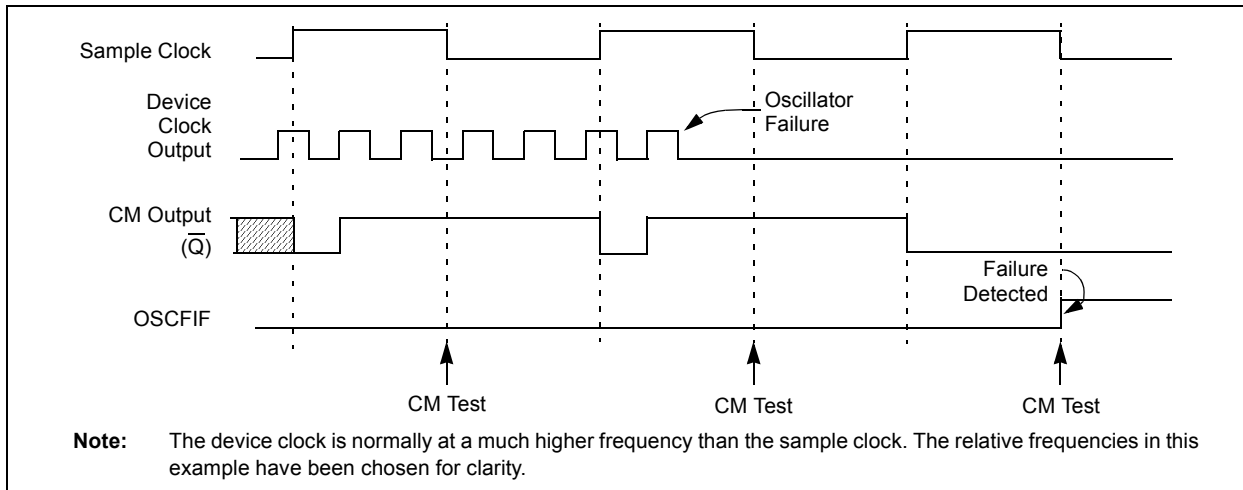 Sample Clock
Device
Clock
Output
Oscillator
Failure
CM Output
(Q̅)
Failure
Detected
OSCFIF
CM Test
CM Test
CM Test
Note: The device clock is normally at a much higher frequency than the sample clock. The relative frequencies in this
example have been chosen for clarity.